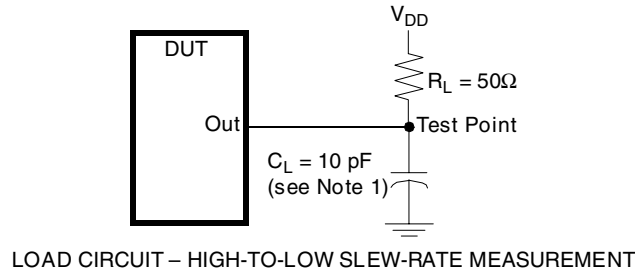 V_DD
DUT
R_L = 50Ω
Out
Test Point
C_L = 10 pF
(see Note 1)
LOAD CIRCUIT – HIGH-TO-LOW SLEW-RATE MEASUREMENT